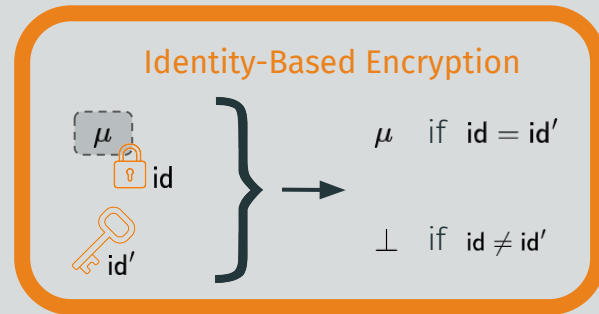 Identity-Based Encryption
μ
id
id′
μ if id = id′
⊥ if id ≠ id′